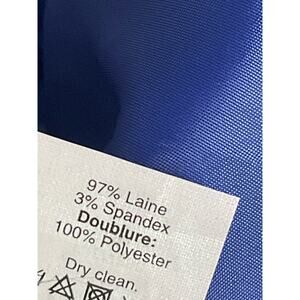 97% Laine
3% Spandex
Doublure:
100% Polyester
Dry clean.